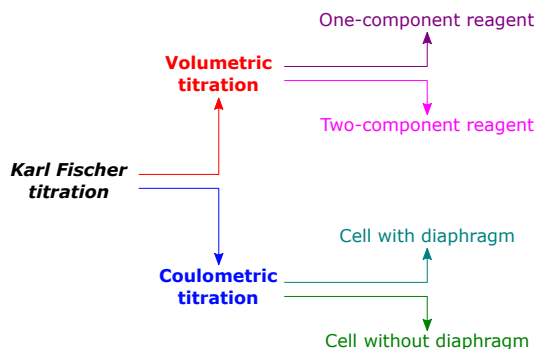 One-component reagent
Volumetric
titration
Two-component reagent
Karl Fischer
titration
Cell with diaphragm
Coulometric
titration
Cell without diaphragm